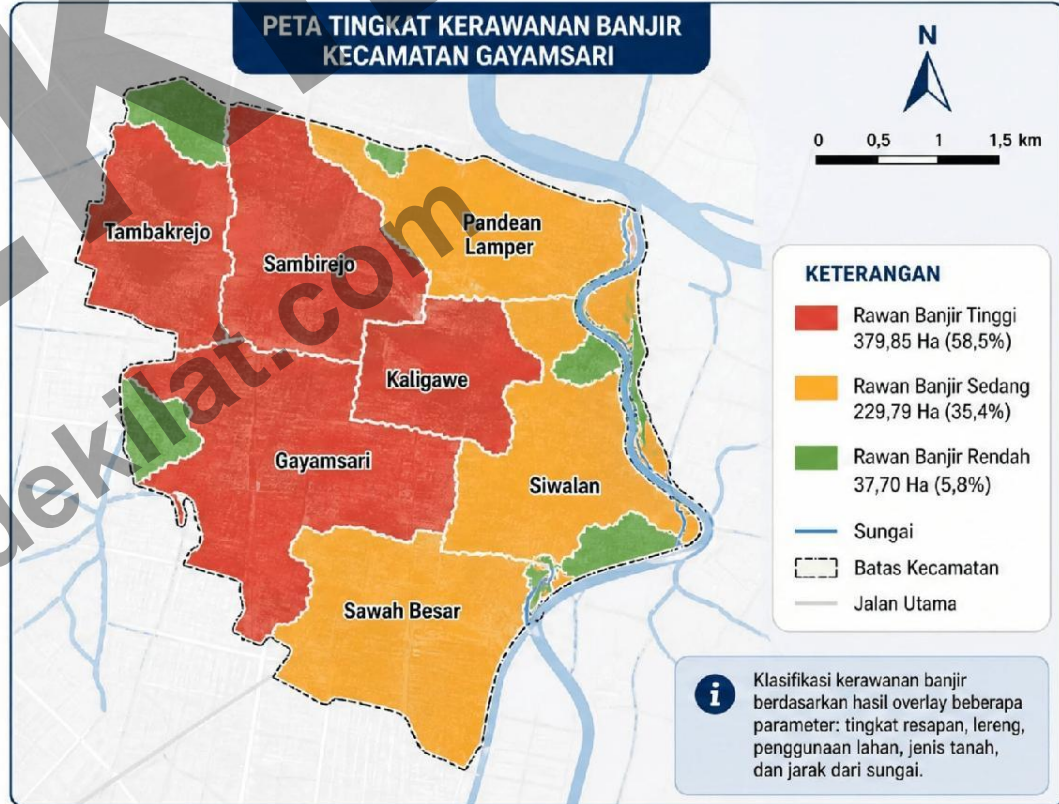 PETA TINGKAT KERAWANAN BANJIR
KECAMATAN GAYAMSARI
N
0 0,5 1 1,5 km
Tambakrejo
Sambirejo
Pandean
Lamper
Kaligawe
Gayamsari
Siwalan
Sawah Besar
KETERANGAN
Rawan Banjir Tinggi
379,85 Ha (58,5%)
Rawan Banjir Sedang
229,79 Ha (35,4%)
Rawan Banjir Rendah
37,70 Ha (5,8%)
Sungai
Batas Kecamatan
Jalan Utama
i
Klasifikasi kerawanan banjir
berdasarkan hasil overlay beberapa
parameter: tingkat resapan, lereng,
penggunaan lahan, jenis tanah,
dan jarak dari sungai.
dekilat.com